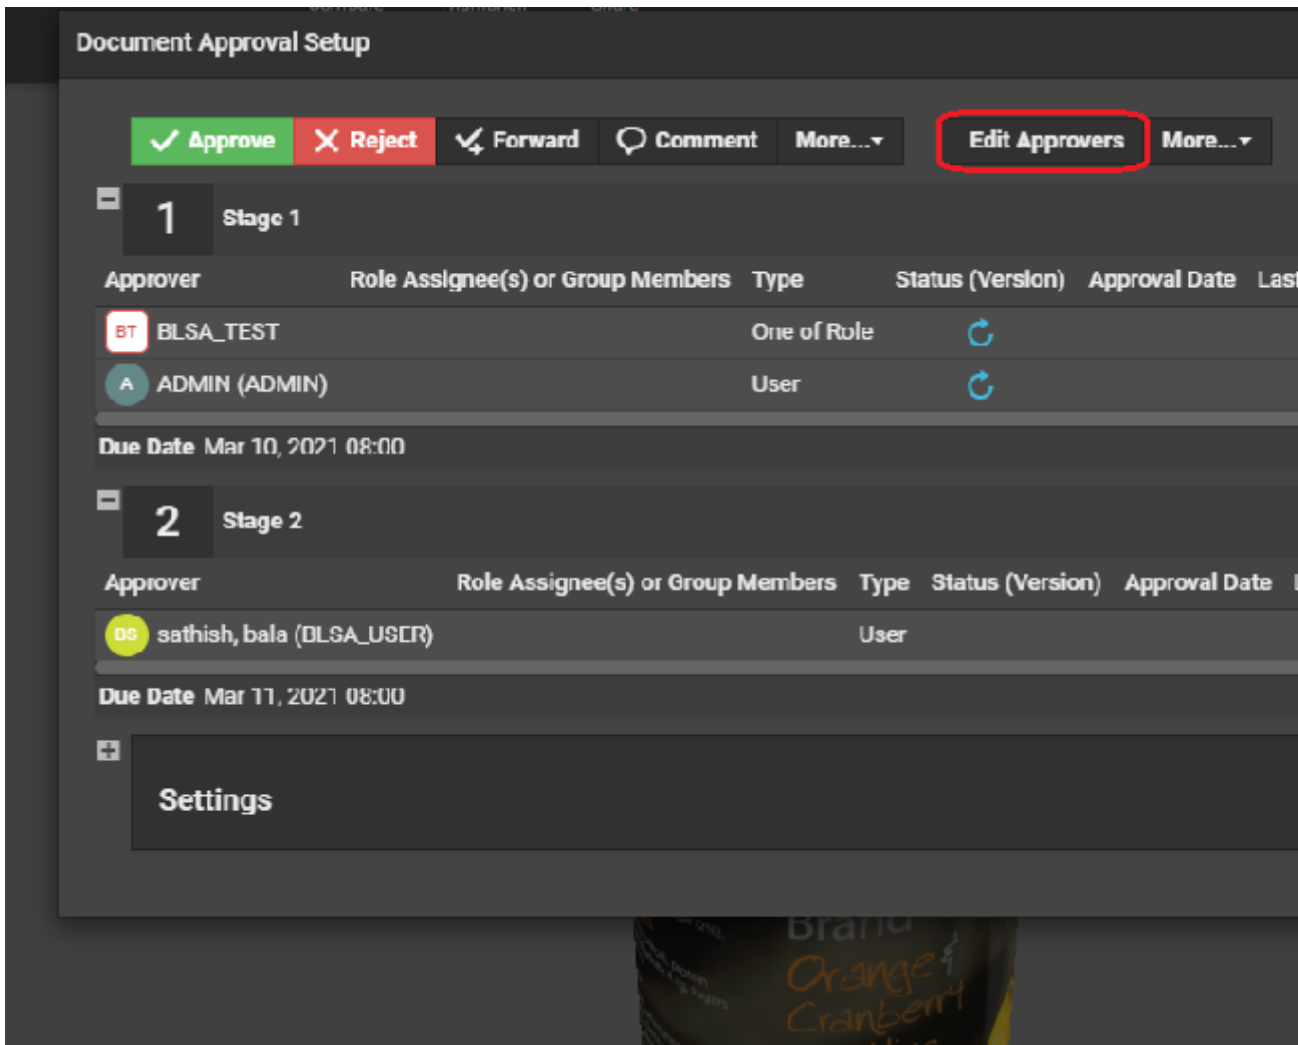 Document Approval Setup
Approve Reject Forward Comment More... Edit Approvers More...
1 Stage 1
Approver Role Assignee(s) or Group Members Type Status (Version) Approval Date Last
BT BLSA_TEST One of Role
A ADMIN (ADMIN) User
Due Date Mar 10, 2021 08:00
2 Stage 2
Approver Role Assignee(s) or Group Members Type Status (Version) Approval Date
sathish, bala (BLSA_USER) User
Due Date Mar 11, 2021 08:00
Settings
Brand
Orange &
Cranberry